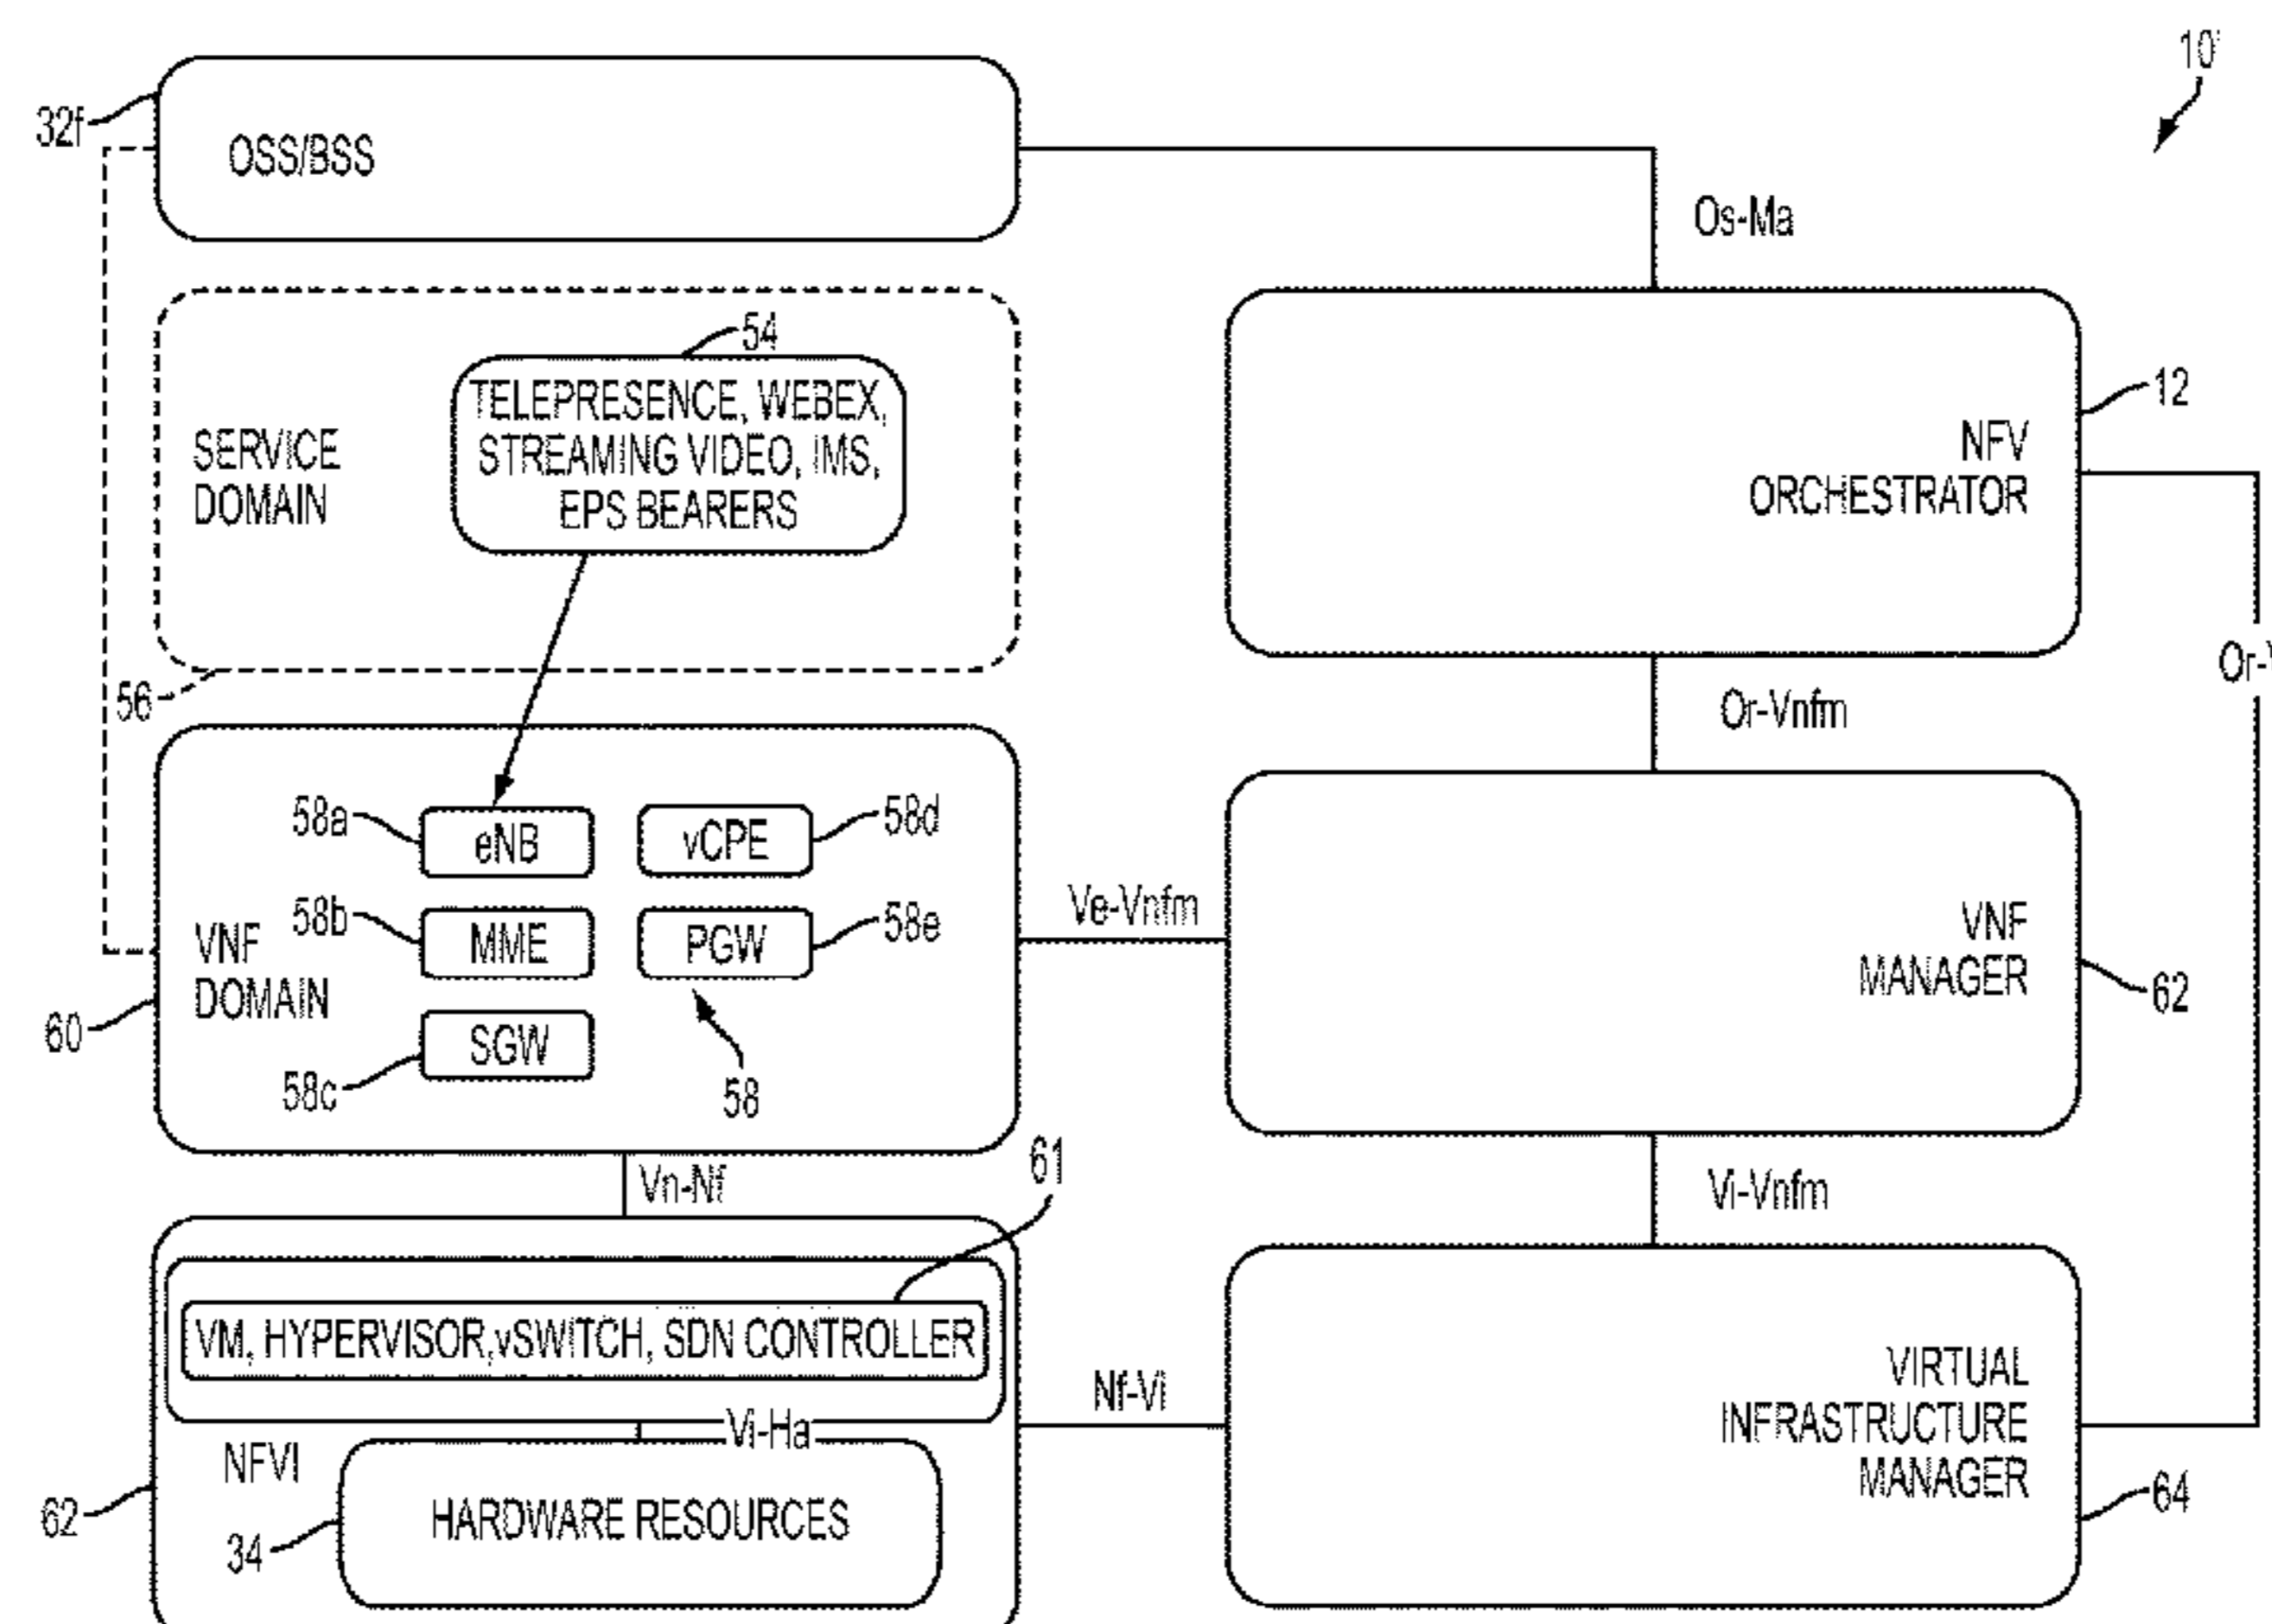 10'
32f
OSS/BSS
Os-Ma
54
TELEPRESENCE, WEBEX,
STREAMING VIDEO, IMS,
EPS BEARERS
SERVICE
DOMAIN
12
NFV
ORCHESTRATOR
56
Or-Vnfm
58a
eNB
vCPE
58d
58b
MME
PGW
58e
VNF
DOMAIN
Ve-Vnfm
VNF
MANAGER
62
60
SGW
58c
58
Vn-Nf
61
Vi-Vnfm
VM, HYPERVISOR,vSWITCH, SDN CONTROLLER
Vi-Ha
NFVI
Nf-Vi
VIRTUAL
INFRASTRUCTURE
MANAGER
64
62
34
HARDWARE RESOURCES